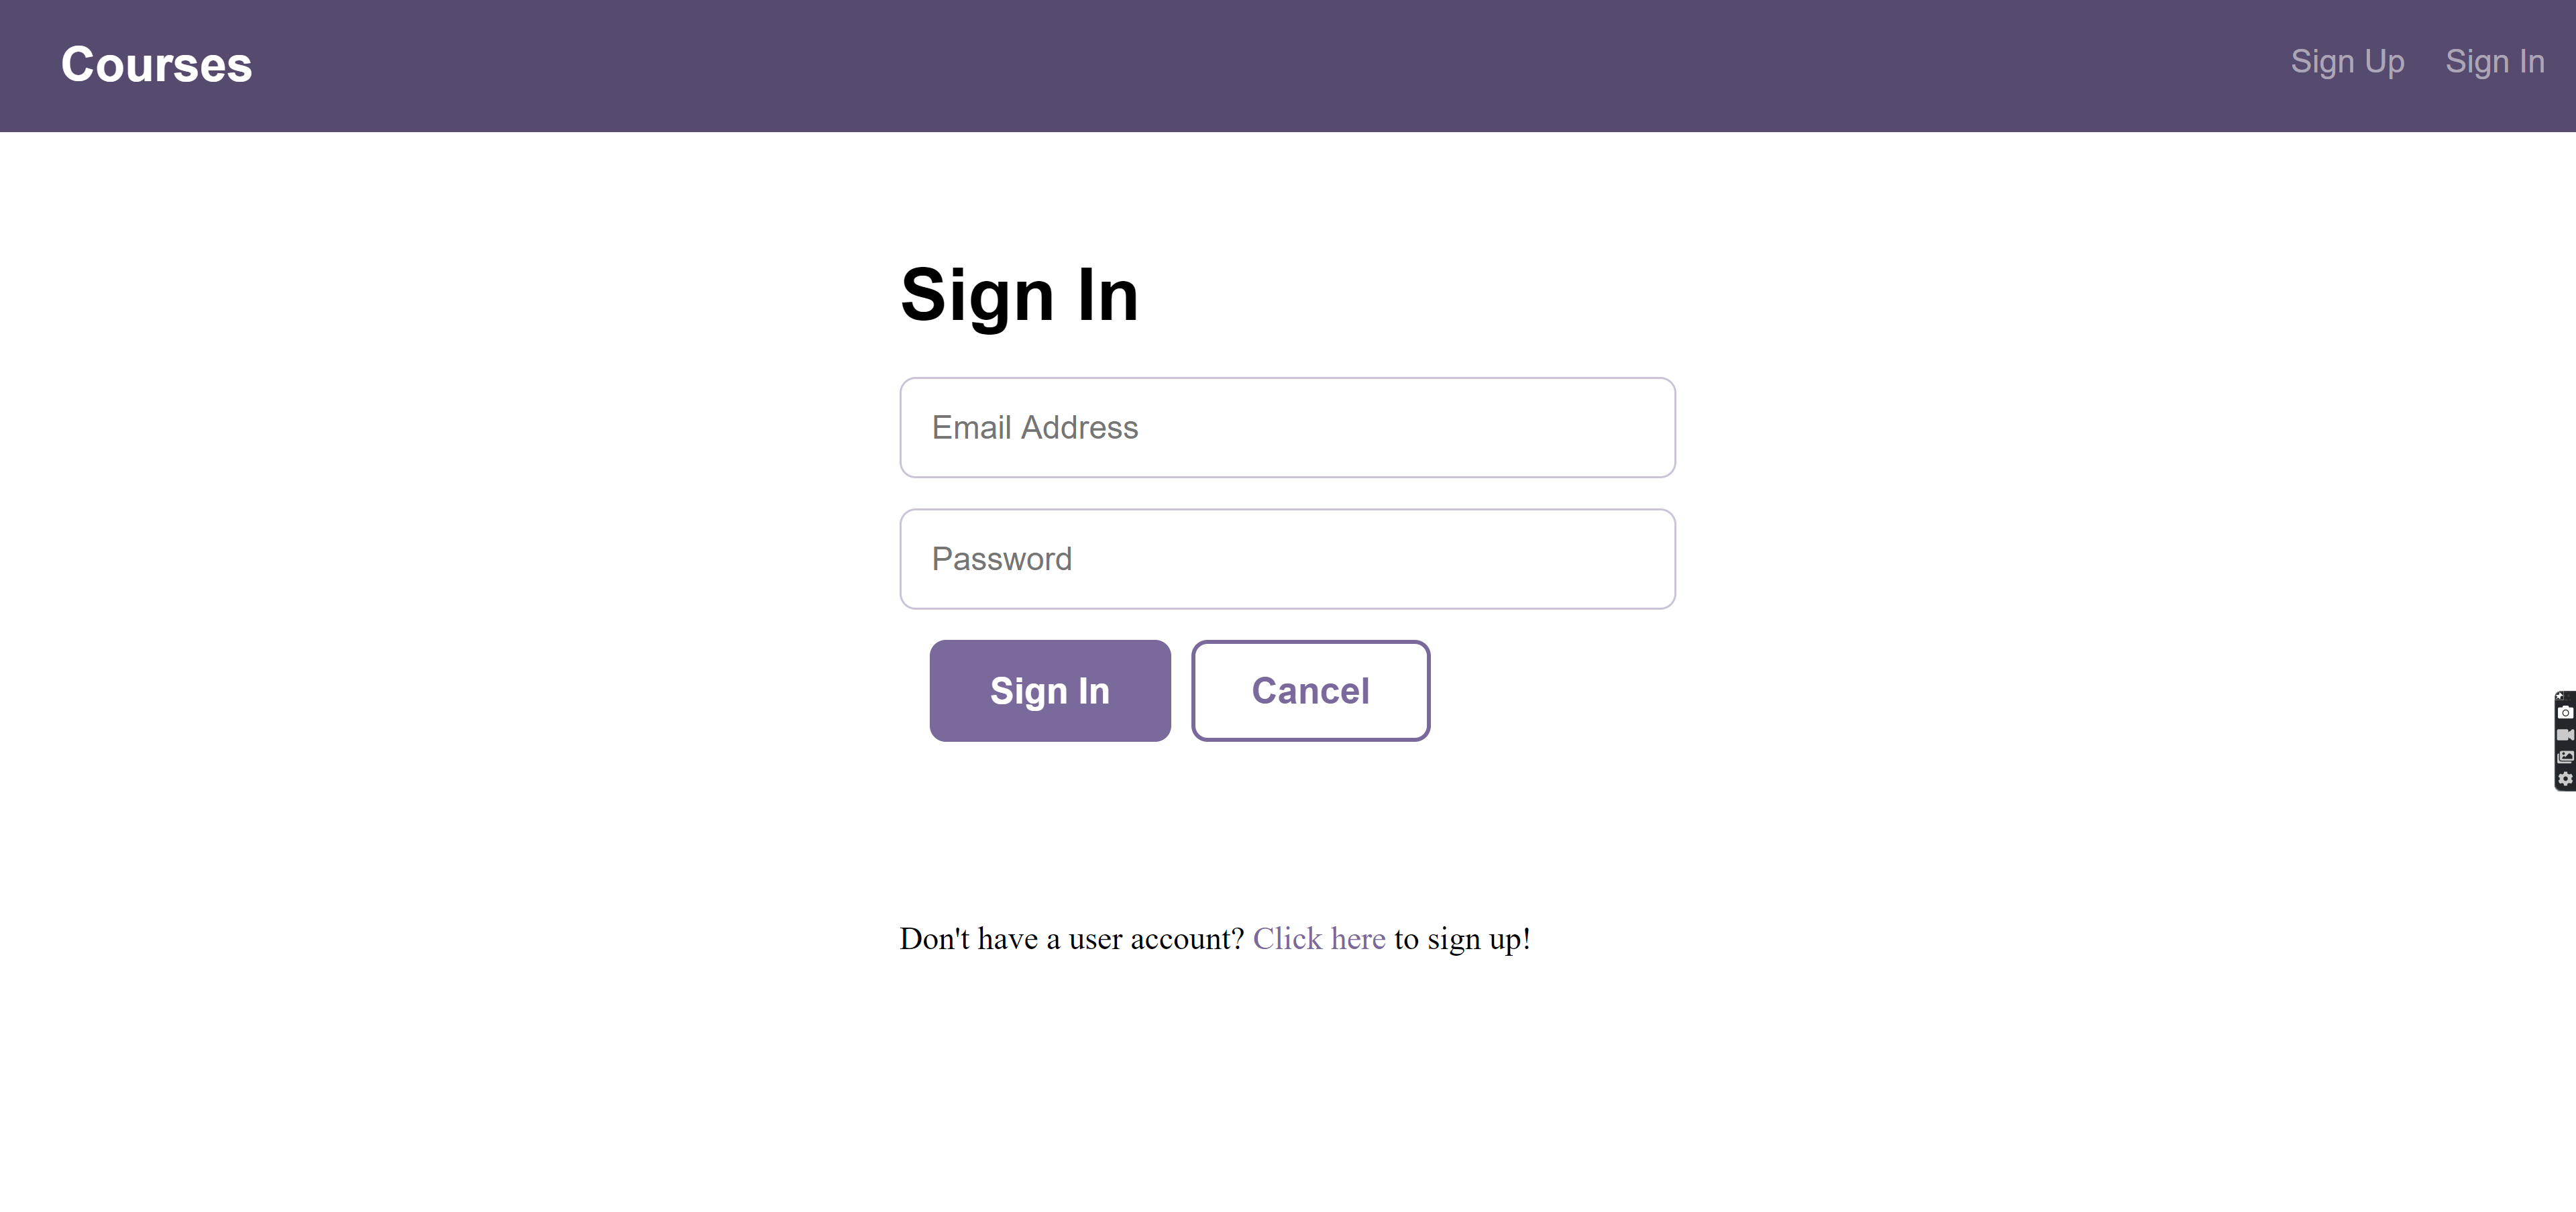 Courses
Sign Up
Sign In
Sign In
Email Address
Password
Sign In
Cancel
Don't have a user account? Click here to sign up!